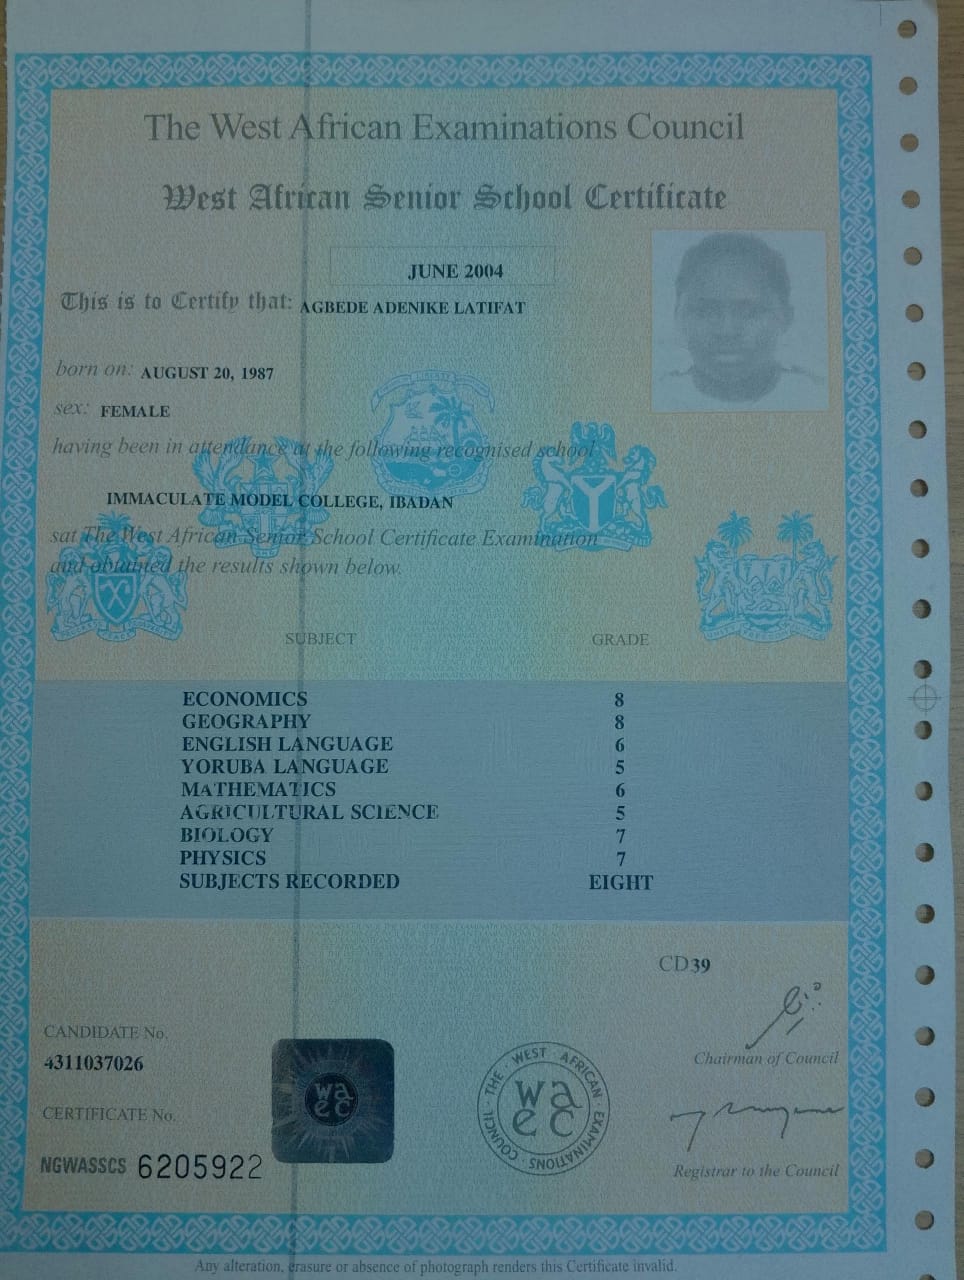 The West African Examinations Council
West African Senior School Certificate
JUNE 2004
This is to Certify that: AGBEDE ADENIKE LATIFAT
born on: AUGUST 20, 1987
sex: FEMALE
having been in attendance at the following recognised school
IMMACULATE MODEL COLLEGE, IBADAN
sat The West African Senior School Certificate Examination
and obtained the results shown below.
SUBJECT GRADE
ECONOMICS 8
GEOGRAPHY 8
ENGLISH LANGUAGE 6
YORUBA LANGUAGE 5
MATHEMATICS 6
AGRICULTURAL SCIENCE 5
BIOLOGY 7
PHYSICS 7
SUBJECTS RECORDED EIGHT
CD39
CANDIDATE No.
4311037026
Chairman of Council
CERTIFICATE No.
NGWASSCS 6205922
waec
THE WEST AFRICAN EXAMINATIONS COUNCIL
waec
Registrar to the Council
Any alteration, erasure or absence of photograph renders this Certificate invalid.